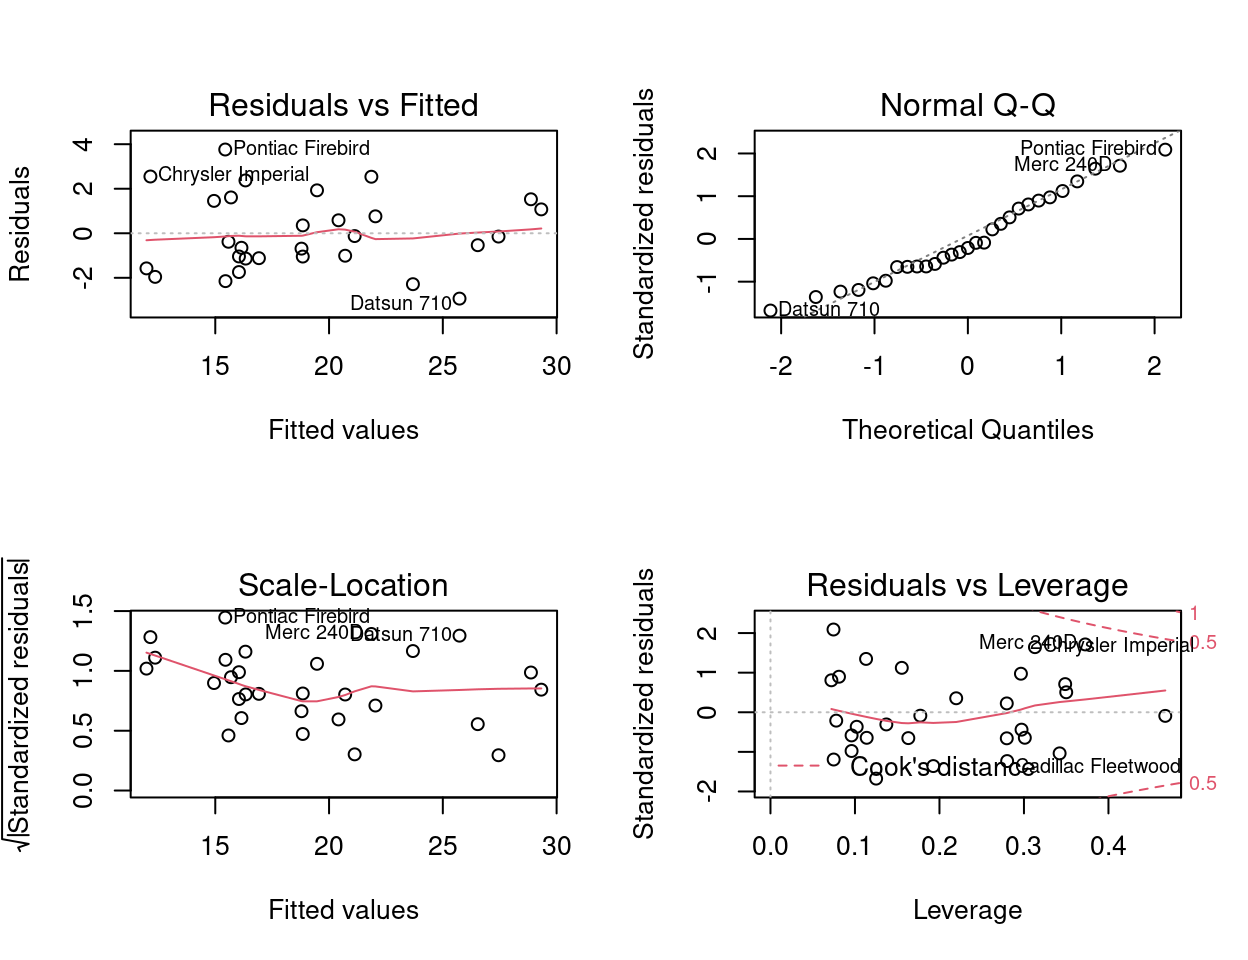 Residuals vs Fitted
Residuals
4
2
0
-2
Pontiac Firebird
Chrysler Imperial
Datsun 710
15 20 25 30
Fitted values
Normal Q-Q
Standardized residuals
2
1
0
-1
Pontiac Firebird
Merc 240D
Datsun 710
-2 -1 0 1 2
Theoretical Quantiles
Scale-Location
√|Standardized residuals|
1.5
1.0
0.5
0.0
Pontiac Firebird
Merc 240D
Datsun 710
15 20 25 30
Fitted values
Residuals vs Leverage
Standardized residuals
2
1
0
-2
1
0.5
Merc 240D
Chrysler Imperial
Cook's distance
Cadillac Fleetwood
0.5
0.0 0.1 0.2 0.3 0.4
Leverage